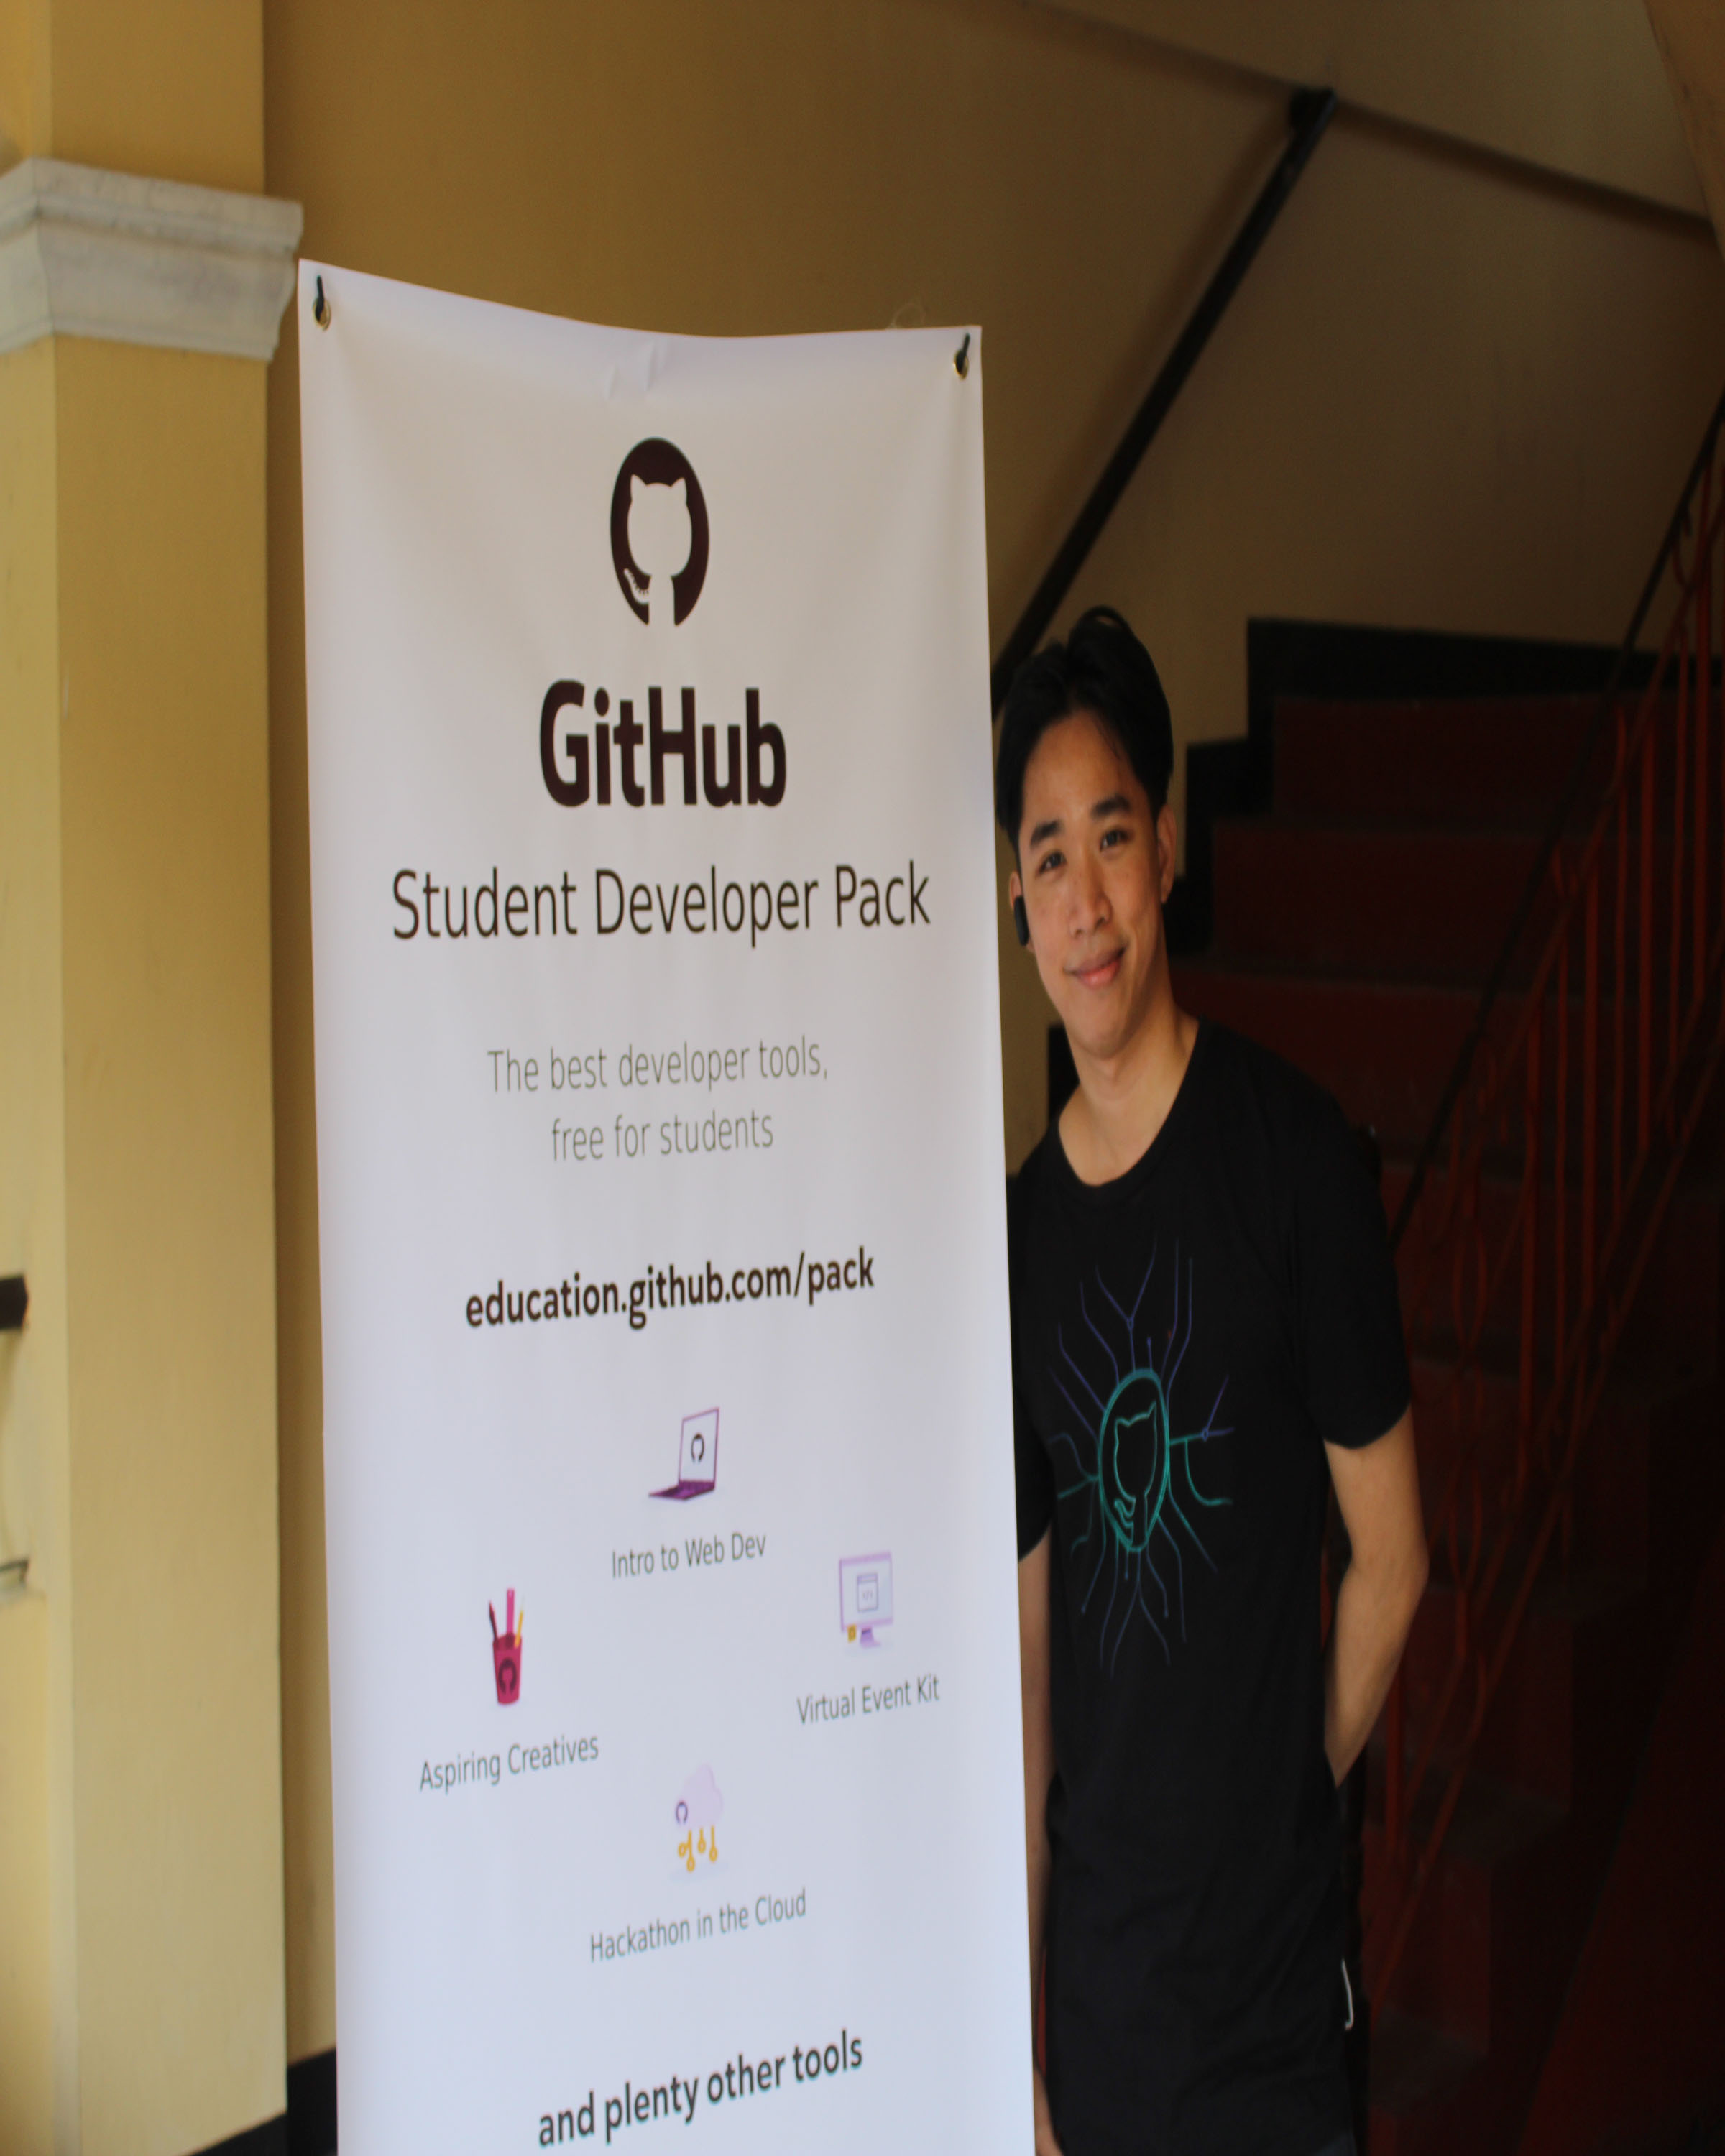 GitHub
Student Developer Pack
The best developer tools,
free for students
education.github.com/pack
Intro to Web Dev
Virtual Event Kit
Aspiring Creatives
Hackathon in the Cloud
and plenty other tools